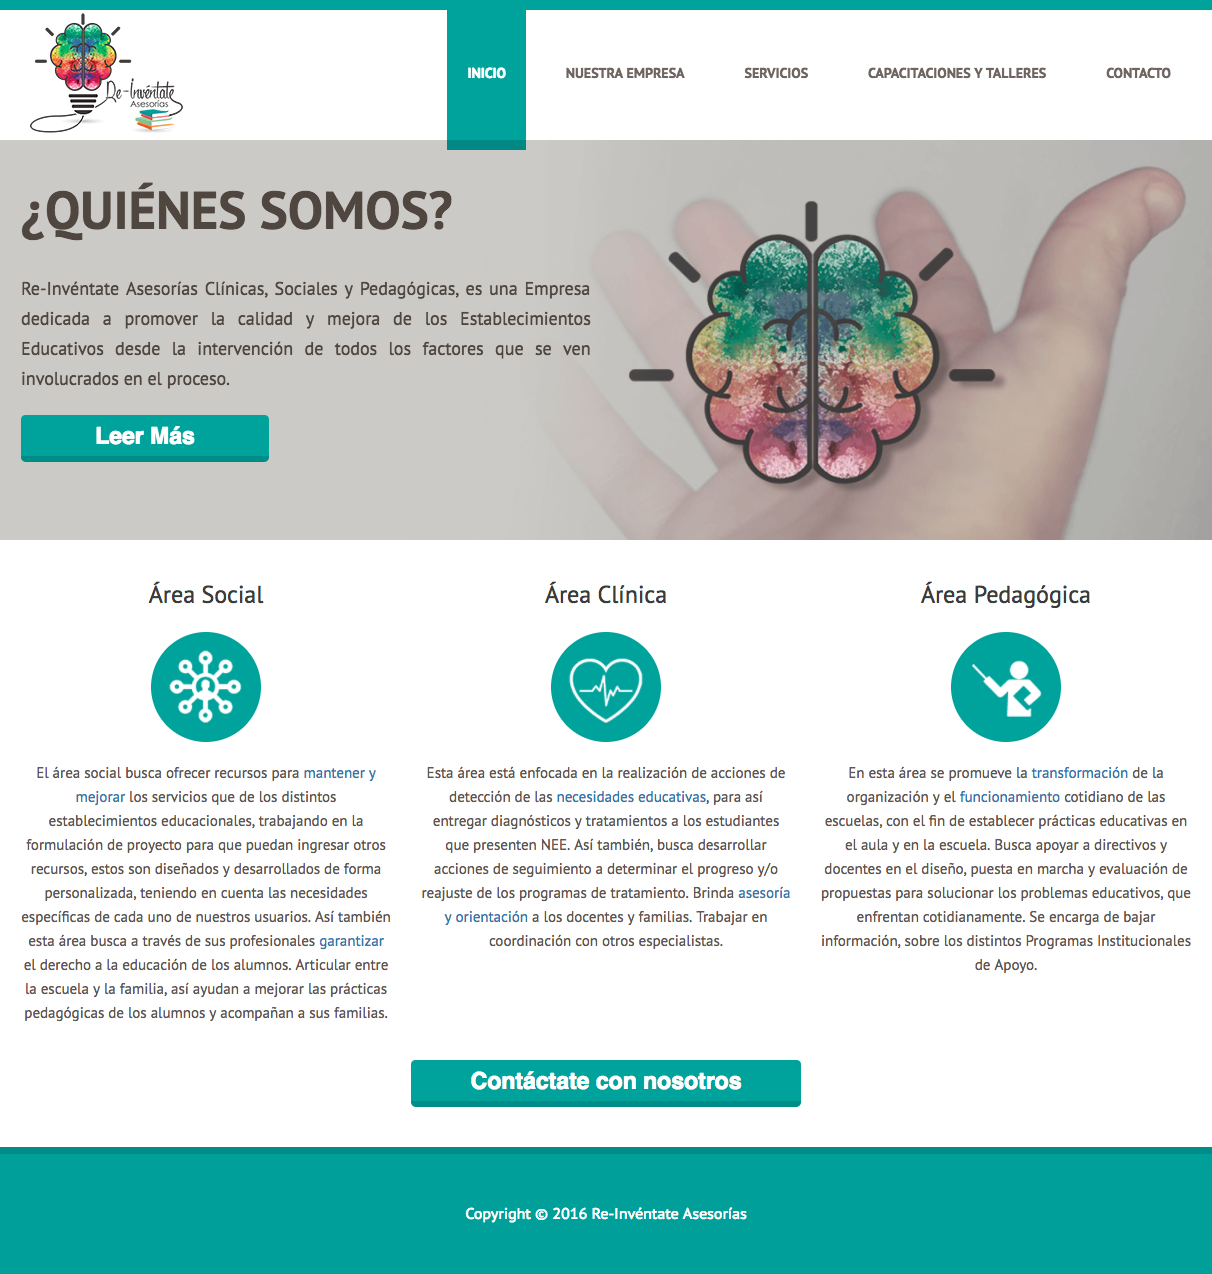 Re-Invéntate
Asesorías
INICIO
NUESTRA EMPRESA
SERVICIOS
CAPACITACIONES Y TALLERES
CONTACTO
¿QUIÉNES SOMOS?
Re-Invéntate Asesorías Clínicas, Sociales y Pedagógicas, es una Empresa
dedicada a promover la calidad y mejora de los Establecimientos
Educativos desde la intervención de todos los factores que se ven
involucrados en el proceso.
Leer Más
Área Social
El área social busca ofrecer recursos para mantener y
mejorar los servicios que de los distintos
establecimientos educacionales, trabajando en la
formulación de proyecto para que puedan ingresar otros
recursos, estos son diseñados y desarrollados de forma
personalizada, teniendo en cuenta las necesidades
específicas de cada uno de nuestros usuarios. Así también
esta área busca a través de sus profesionales garantizar
el derecho a la educación de los alumnos. Articular entre
la escuela y la familia, así ayudan a mejorar las prácticas
pedagógicas de los alumnos y acompañan a sus familias.
Área Clínica
Esta área está enfocada en la realización de acciones de
detección de las necesidades educativas, para así
entregar diagnósticos y tratamientos a los estudiantes
que presenten NEE. Así también, busca desarrollar
acciones de seguimiento a determinar el progreso y/o
reajuste de los programas de tratamiento. Brinda asesoría
y orientación a los docentes y familias. Trabajar en
coordinación con otros especialistas.
Área Pedagógica
En esta área se promueve la transformación de la
organización y el funcionamiento cotidiano de las
escuelas, con el fin de establecer prácticas educativas en
el aula y en la escuela. Busca apoyar a directivos y
docentes en el diseño, puesta en marcha y evaluación de
propuestas para solucionar los problemas educativos, que
enfrentan cotidianamente. Se encarga de bajar
información, sobre los distintos Programas Institucionales
de Apoyo.
Contáctate con nosotros
Copyright © 2016 Re-Invéntate Asesorías